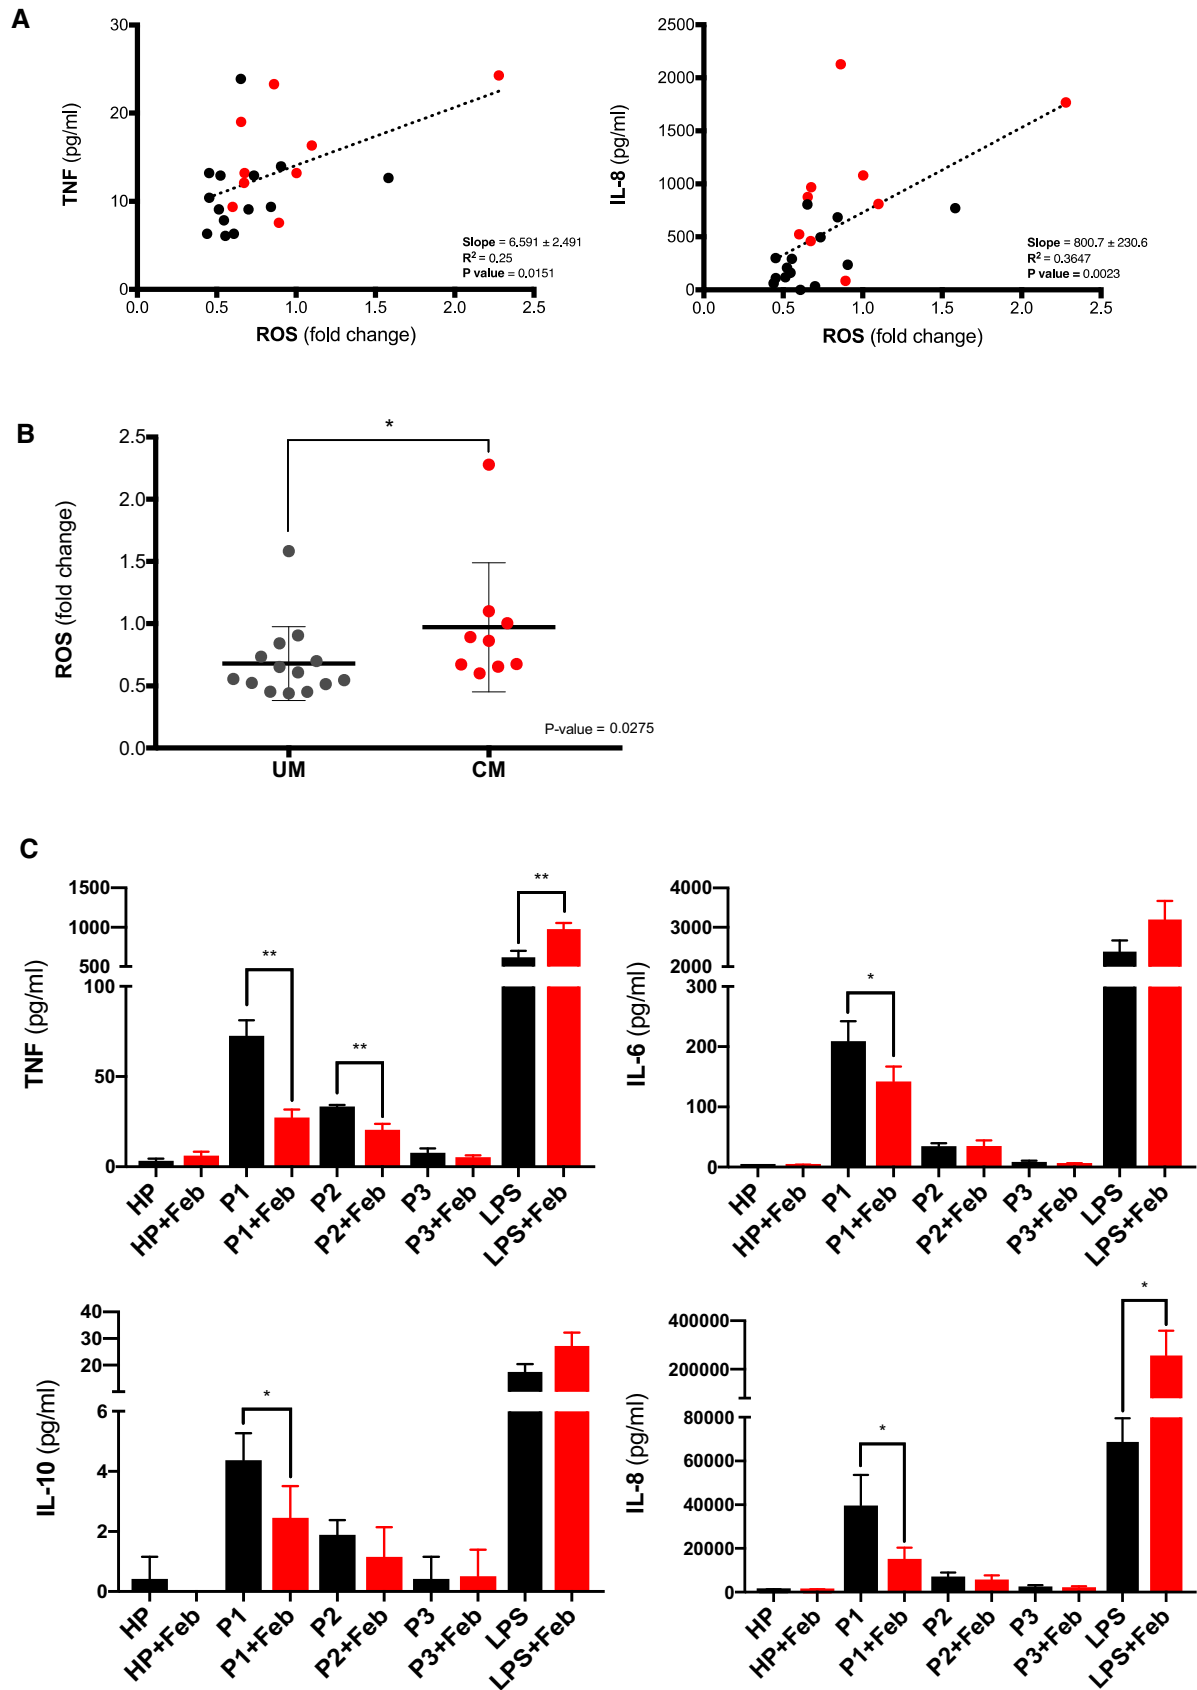 A
30
20
10
0
TNF (pg/ml)
0.0 0.5 1.0 1.5 2.0 2.5
ROS (fold change)
Slope = 6.591 ± 2.491
R² = 0.25
P value = 0.0151
2500
2000
1500
1000
500
0
IL-8 (pg/ml)
0.0 0.5 1.0 1.5 2.0 2.5
ROS (fold change)
Slope = 800.7 ± 230.6
R² = 0.3647
P value = 0.0023
B
*
2.5
2.0
1.5
1.0
0.5
0.0
ROS (fold change)
UM CM
P-value = 0.0275
C
1500
1000
500
100
50
0
TNF (pg/ml)
**
**
**
HP HP+Feb P1 P1+Feb P2 P2+Feb P3 P3+Feb LPS LPS+Feb
4000
3000
2000
300
200
100
0
IL-6 (pg/ml)
*
HP HP+Feb P1 P1+Feb P2 P2+Feb P3 P3+Feb LPS LPS+Feb
40
30
20
6
4
2
0
IL-10 (pg/ml)
*
HP HP+Feb P1 P1+Feb P2 P2+Feb P3 P3+Feb LPS LPS+Feb
400000
200000
80000
60000
40000
20000
0
IL-8 (pg/ml)
*
*
HP HP+Feb P1 P1+Feb P2 P2+Feb P3 P3+Feb LPS LPS+Feb